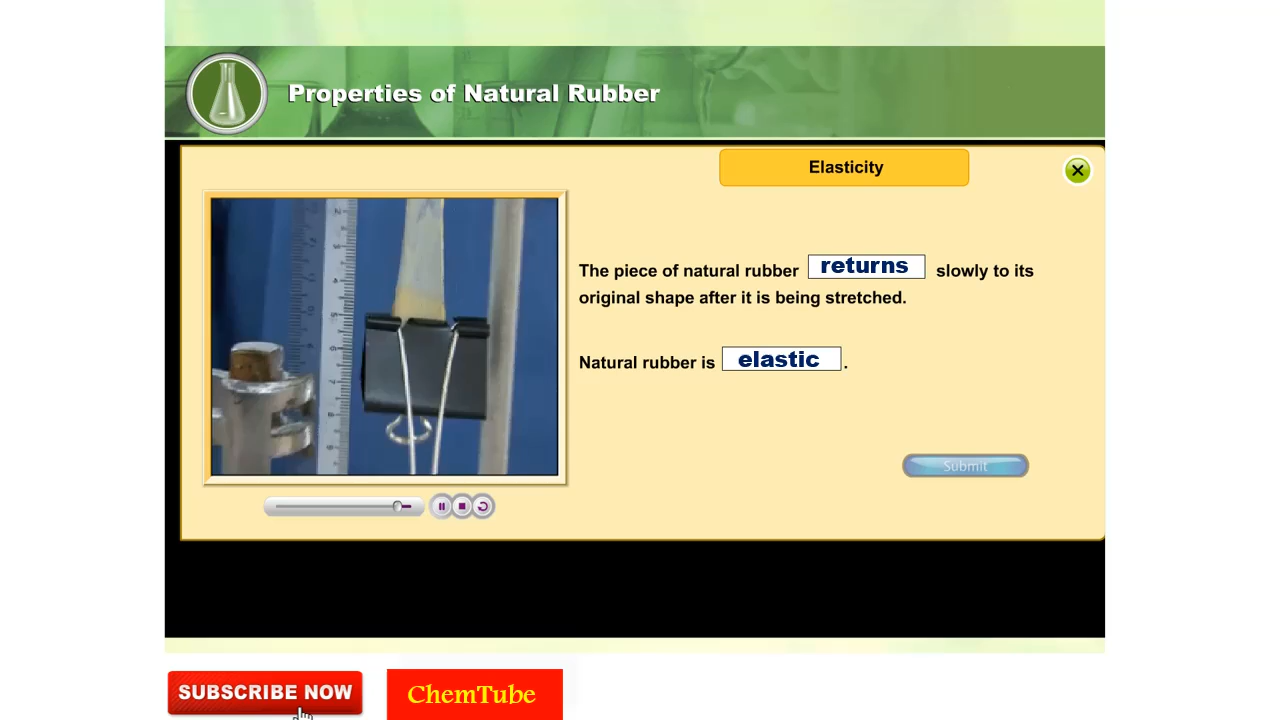 Properties of Natural Rubber
Elasticity
The piece of natural rubber returns slowly to its
original shape after it is being stretched.
Natural rubber is elastic.
Submit
SUBSCRIBE NOW
ChemTube